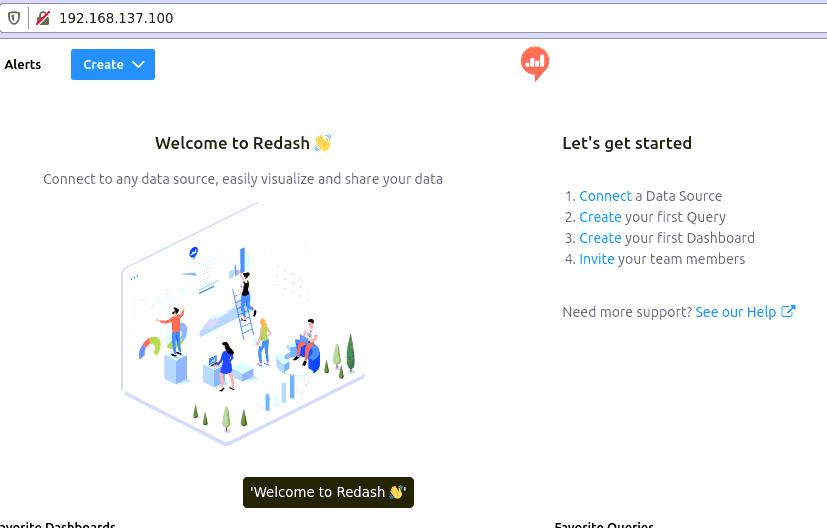 192.168.137.100
Alerts
Create
Welcome to Redash 👋
Connect to any data source, easily visualize and share your data
Let's get started
1. Connect a Data Source
2. Create your first Query
3. Create your first Dashboard
4. Invite your team members
Need more support? See our Help
'Welcome to Redash 👋'
avorite Dashboards
Favorite Queries